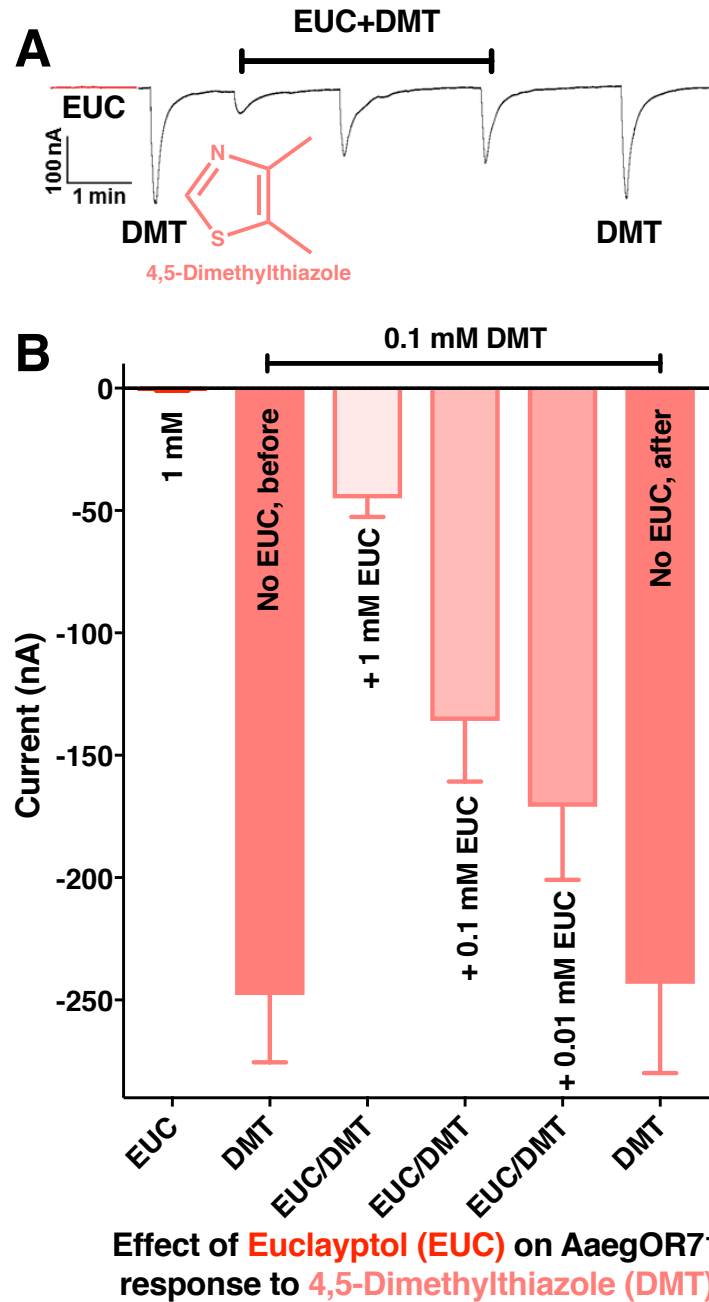 A
EUC+DMT
EUC
100 nA
1 min
N
S
DMT
DMT
4,5-Dimethylthiazole
B
0.1 mM DMT
0
-50
-100
-150
-200
-250
Current (nA)
1 mM
No EUC, before
+ 1 mM EUC
+ 0.1 mM EUC
+ 0.01 mM EUC
No EUC, after
EUC
DMT
EUC/DMT
EUC/DMT
EUC/DMT
DMT
Effect of Euclayptol (EUC) on AaegOR71
response to 4,5-Dimethylthiazole (DMT)